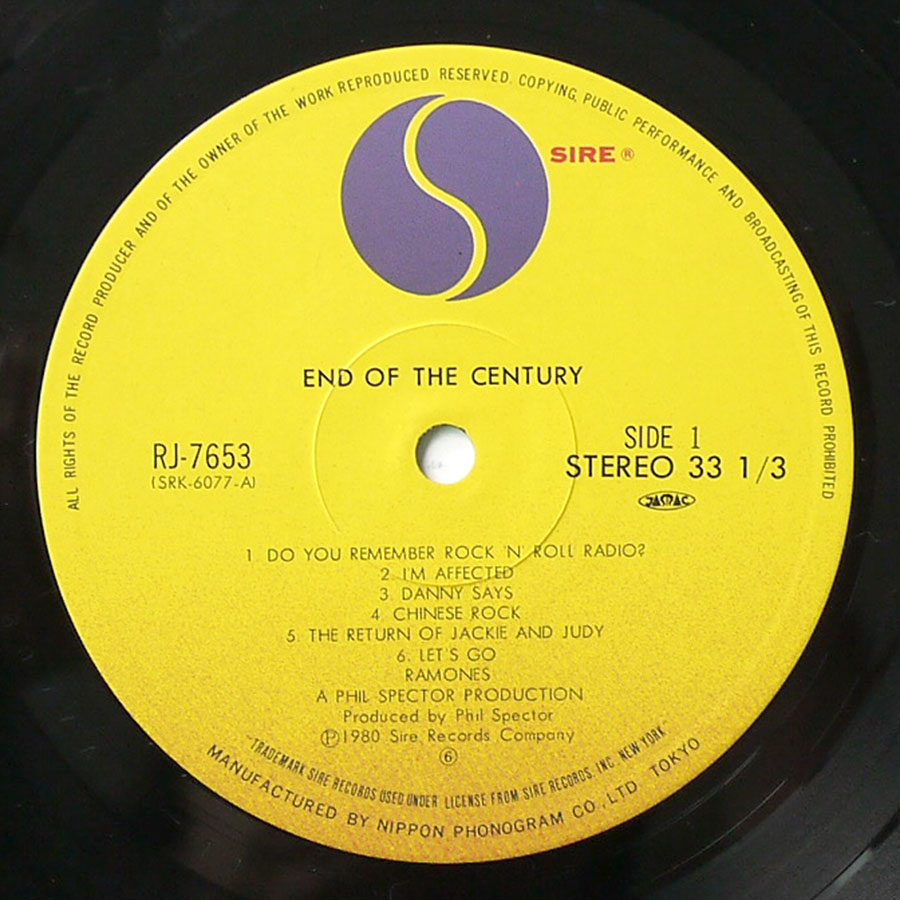 ALL RIGHTS OF THE RECORD PRODUCER AND OF THE OWNER OF THE WORK REPRODUCED RESERVED. COPYING, PUBLIC PERFORMANCE AND BROADCASTING OF THIS RECORD PROHIBITED
SIRE ®
END OF THE CENTURY
RJ-7653
(SRK-6077-A)
SIDE 1
STEREO 33 1/3
JASRAC
1. DO YOU REMEMBER ROCK 'N' ROLL RADIO?
2. I'M AFFECTED
3. DANNY SAYS
4. CHINESE ROCK
5. THE RETURN OF JACKIE AND JUDY
6. LET'S GO
RAMONES
A PHIL SPECTOR PRODUCTION
Produced by Phil Spector
℗1980 Sire Records Company
⑥
"TRADEMARK SIRE RECORDS USED UNDER LICENSE FROM SIRE RECORDS, INC. NEW YORK"
MANUFACTURED BY NIPPON PHONOGRAM CO., LTD. TOKYO